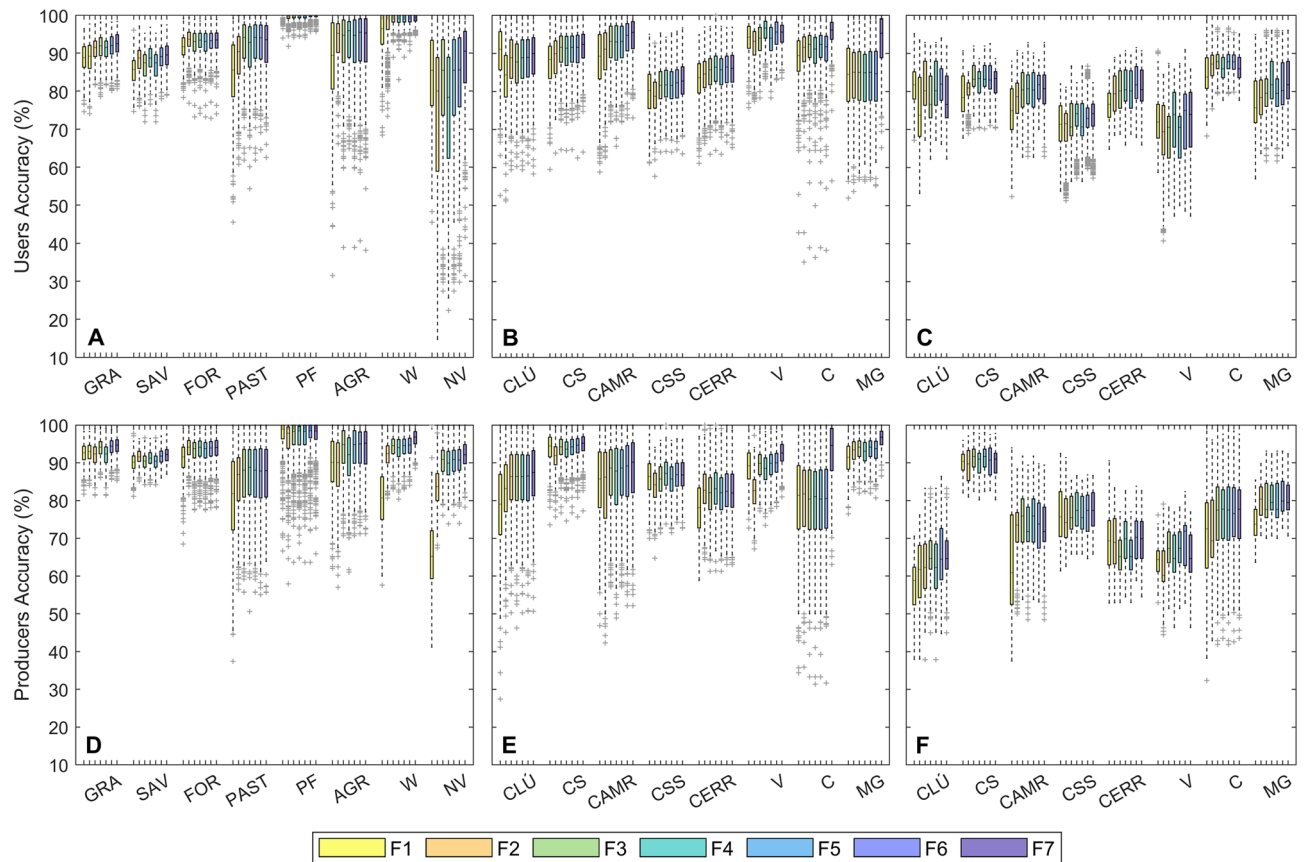 Users Accuracy (%)
100
90
80
70
60
50
40
30
20
10
A
B
C
GRA
SAV
FOR
PAST
PF
AGR
W
NV
CLÚ
CS
CAMR
CSS
CERR
V
C
MG
CLÚ
CS
CAMR
CSS
CERR
V
C
MG
Producers Accuracy (%)
100
90
80
70
60
50
40
30
20
10
D
E
F
GRA
SAV
FOR
PAST
PF
AGR
W
NV
CLÚ
CS
CAMR
CSS
CERR
V
C
MG
CLÚ
CS
CAMR
CSS
CERR
V
C
MG
F1 F2 F3 F4 F5 F6 F7